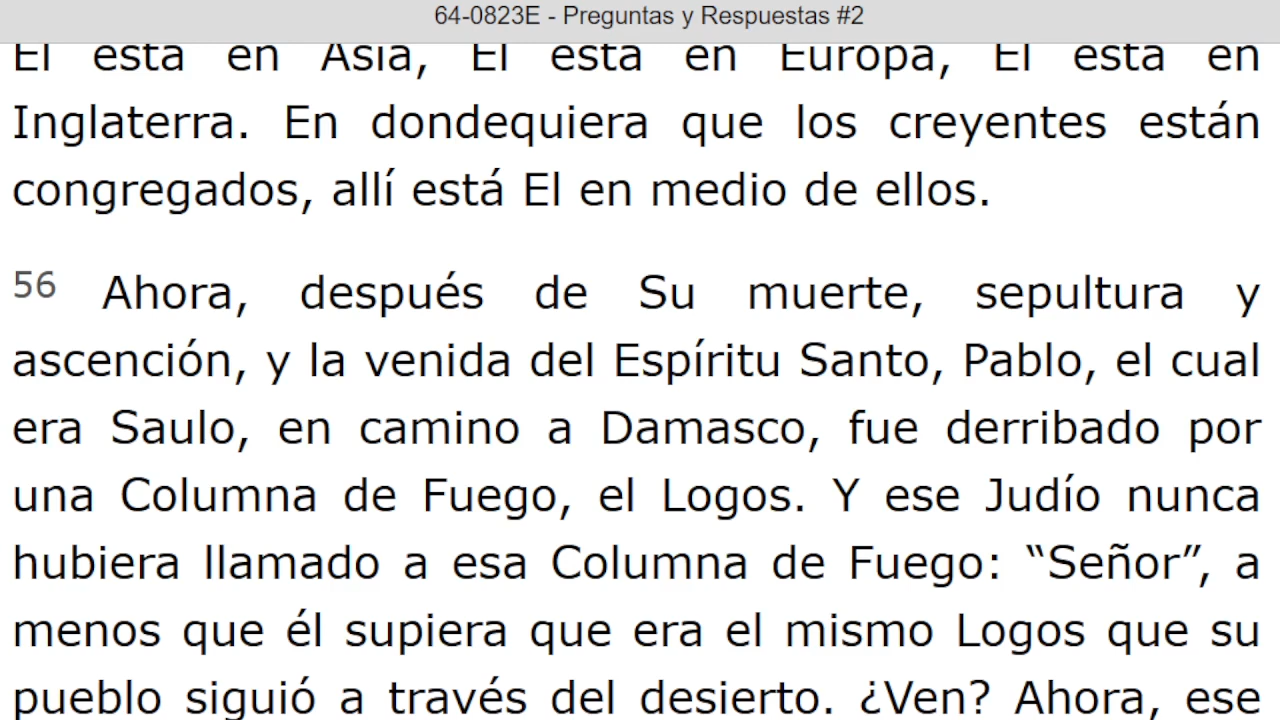 64-0823E - Preguntas y Respuestas #2
El está en Asia, El está en Europa, El está en
Inglaterra. En dondequiera que los creyentes están
congregados, allí está El en medio de ellos.
56 Ahora, después de Su muerte, sepultura y
ascención, y la venida del Espíritu Santo, Pablo, el cual
era Saulo, en camino a Damasco, fue derribado por
una Columna de Fuego, el Logos. Y ese Judío nunca
hubiera llamado a esa Columna de Fuego: “Señor”, a
menos que él supiera que era el mismo Logos que su
pueblo siguió a través del desierto. ¿Ven? Ahora, ese